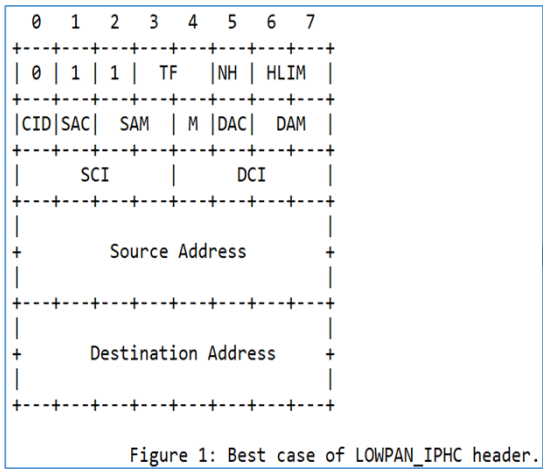 0 1 2 3 4 5 6 7
+---+---+---+---+---+---+---+---+
| 0 | 1 | 1 | TF |NH | HLIM |
+---+---+---+---+---+---+---+---+
|CID|SAC| SAM | M |DAC| DAM |
+---+---+---+---+---+---+---+---+
| SCI | DCI |
+---+---+---+---+---+---+---+---+
| |
+ Source Address +
| |
+---+---+---+---+---+---+---+---+
| |
+ Destination Address +
| |
+---+---+---+---+---+---+---+---+
Figure 1: Best case of LOWPAN_IPHC header.